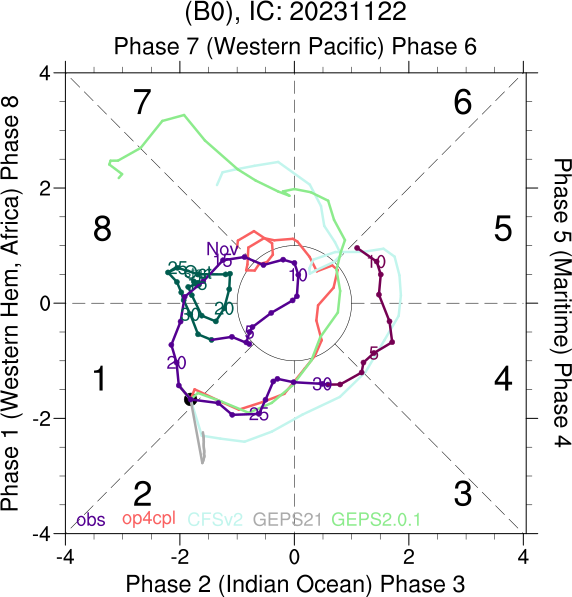 (B0), IC: 20231122
Phase 7 (Western Pacific) Phase 6
Phase 1 (Western Hem, Africa) Phase 8
Phase 5 (Maritime) Phase 4
4
2
0
-2
-4
7
6
8
5
1
4
2
3
Nov
15
10
10
25
20
30
5
5
20
25
30
obs
op4cpl
CFSv2
GEPS21
GEPS2.0.1
-4
-2
0
2
4
Phase 2 (Indian Ocean) Phase 3